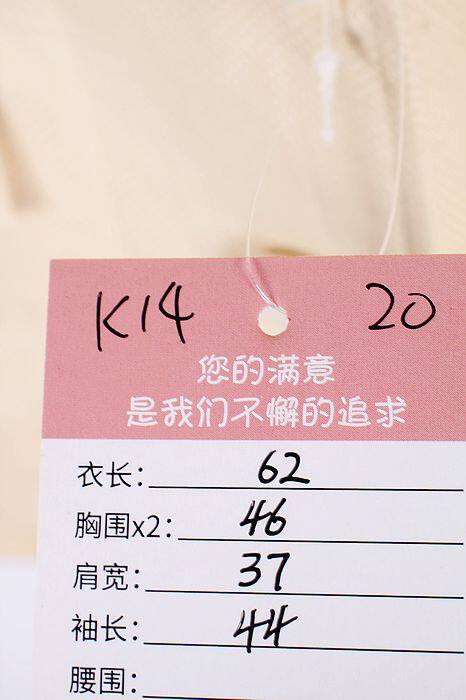 K14 20
您的满意
是我们不懈的追求
衣长: 62
胸围x2: 46
肩宽: 37
袖长: 44
腰围: